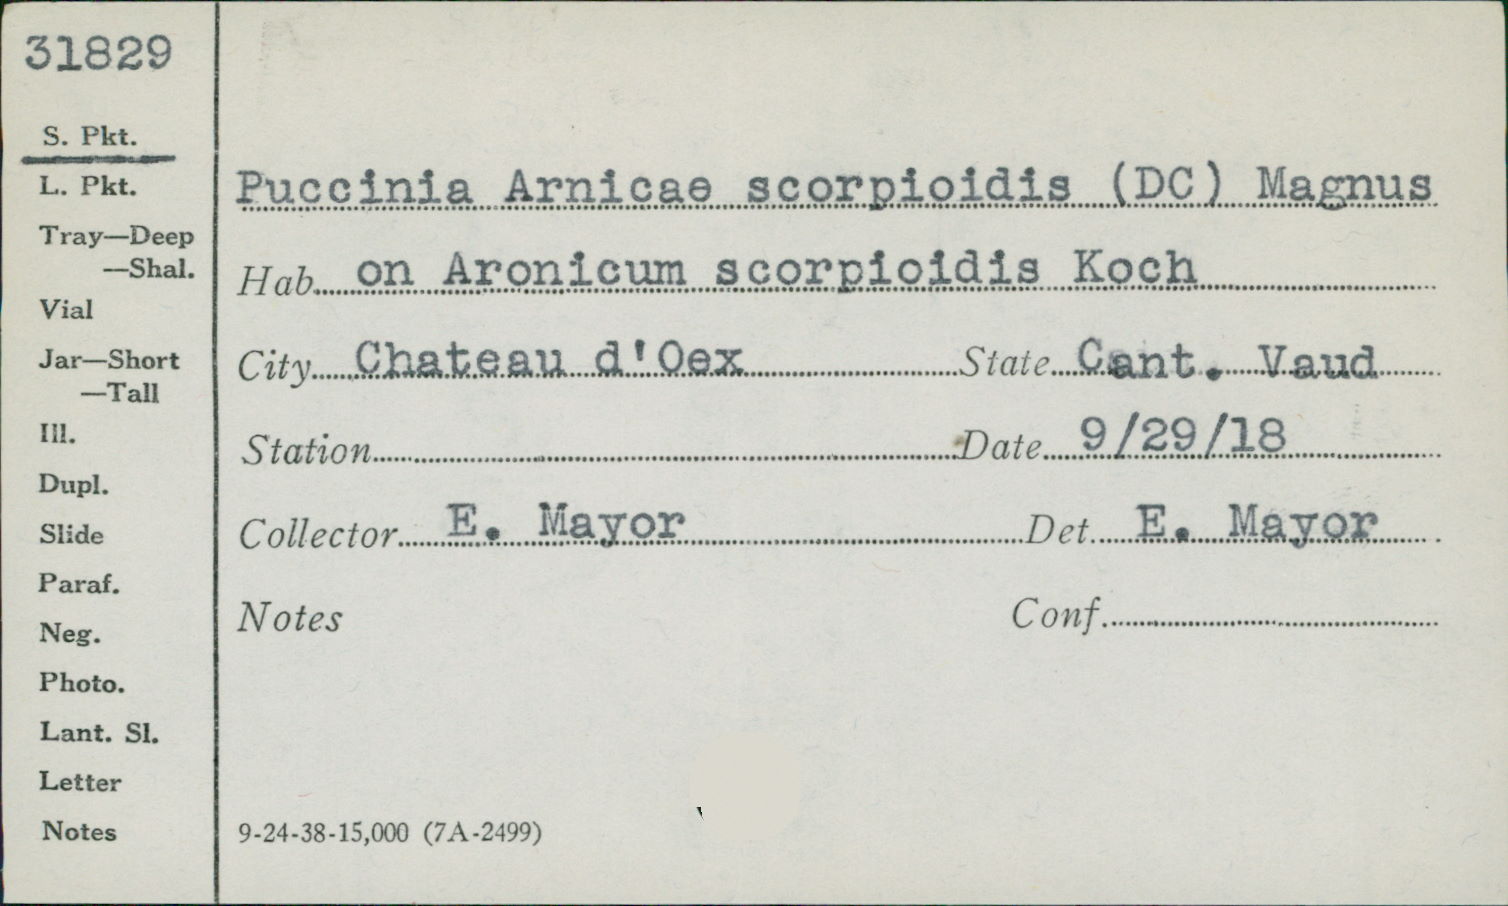 31829
S. Pkt.
L. Pkt.
Tray—Deep
—Shal.
Vial
Jar—Short
—Tall
Ill.
Dupl.
Slide
Paraf.
Neg.
Photo.
Lant. Sl.
Letter
Notes
Puccinia Arnicae scorpioidis (DC) Magnus
Hab. on Aronicum scorpioidis Koch
City Chateau d'Oex State Cant. Vaud
Station Date 9/29/18
Collector E. Mayor Det. E. Mayor
Notes Conf.
9-24-38-15,000 (7A-2499)